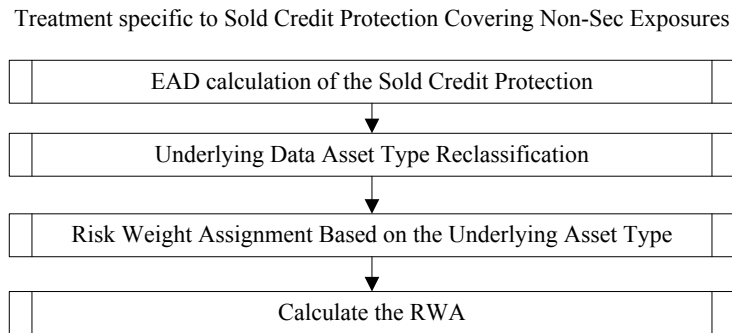 Treatment specific to Sold Credit Protection Covering Non-Sec Exposures
EAD calculation of the Sold Credit Protection
Underlying Data Asset Type Reclassification
Risk Weight Assignment Based on the Underlying Asset Type
Calculate the RWA